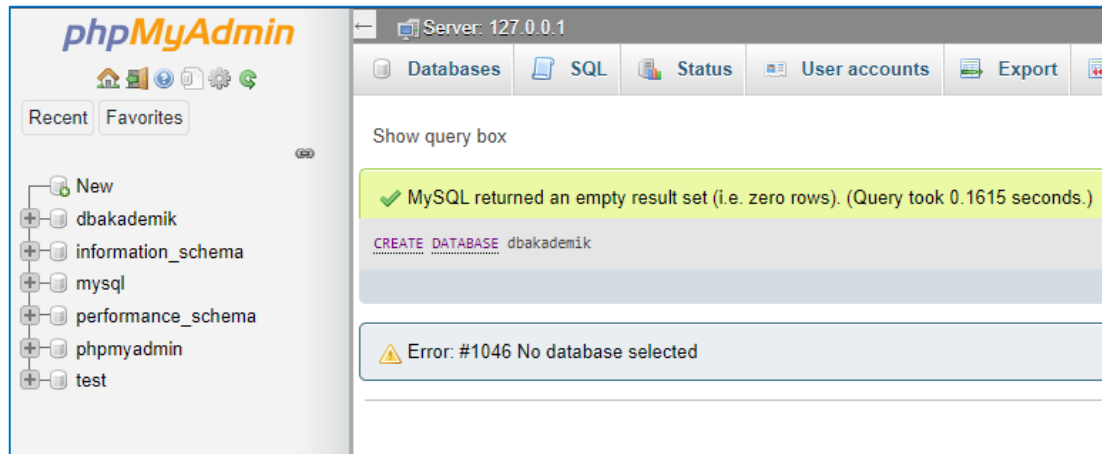 phpMyAdmin
Recent Favorites
New
dbakademik
information_schema
mysql
performance_schema
phpmyadmin
test
Server: 127.0.0.1
Databases SQL Status User accounts Export
Show query box
MySQL returned an empty result set (i.e. zero rows). (Query took 0.1615 seconds.)
CREATE DATABASE dbakademik
Error: #1046 No database selected